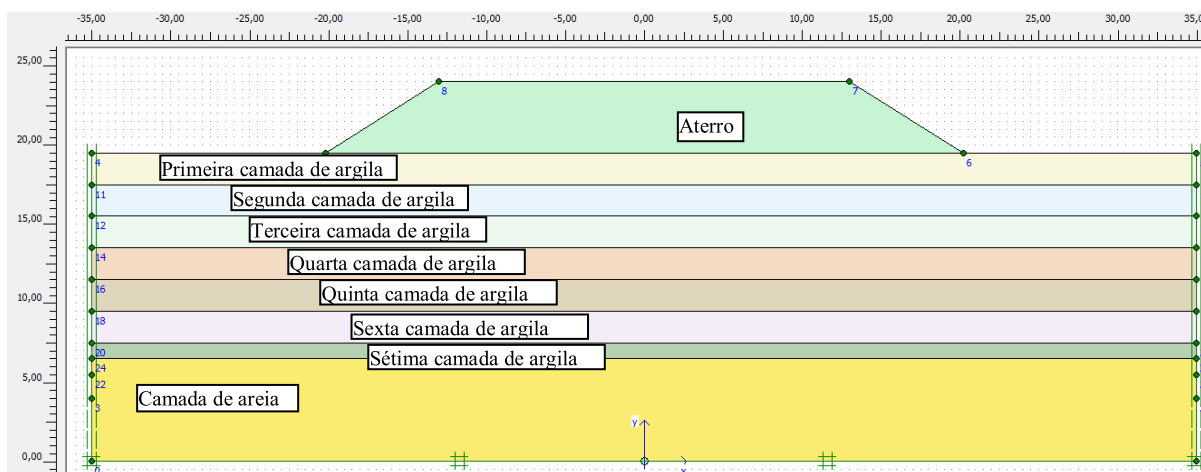 -35,00 -30,00 -25,00 -20,00 -15,00 -10,00 -5,00 0,00 5,00 10,00 15,00 20,00 25,00 30,00 35,0
25,00
8
7
Aterro
20,00
4
6
Primeira camada de argila
11
Segunda camada de argila
15,00
12
Terceira camada de argila
14
Quarta camada de argila
10,00
16
Quinta camada de argila
18
Sexta camada de argila
20
Sétima camada de argila
24
5,00
22
Camada de areia
3
y
0,00
x